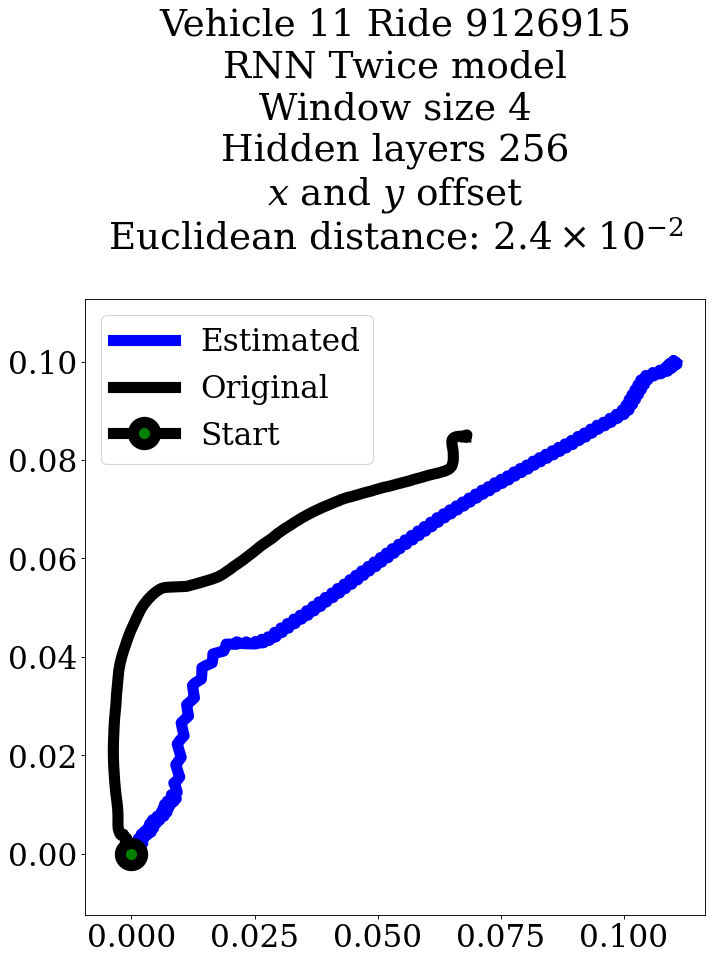 Vehicle 11 Ride 9126915
RNN Twice model
Window size 4
Hidden layers 256
x and y offset
Euclidean distance: 2.4 × 10⁻²
Estimated
Original
Start
0.10
0.08
0.06
0.04
0.02
0.00
0.000 0.025 0.050 0.075 0.100